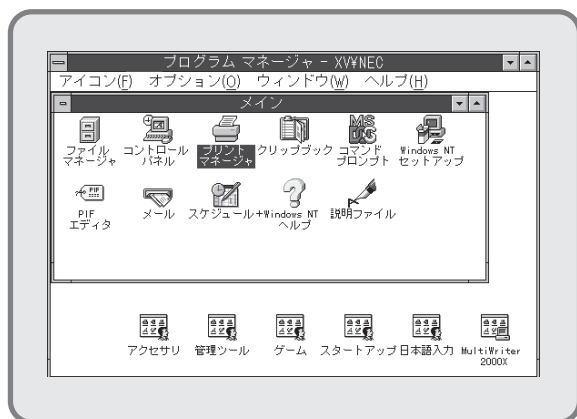 プログラム マネージャ - XV¥NEC
アイコン(F) オプション(O) ウィンドウ(W) ヘルプ(H)
メイン
ファイル
マネージャ
コントロール
パネル
プリント
マネージャ
クリップブック
MS
DOS
コマンド
プロンプト
Windows NT
セットアップ
PIF
PIF
エディタ
メール
スケジュール+
Windows NT
ヘルプ
説明ファイル
アクセサリ
管理ツール
ゲーム
スタートアップ
日本語入力
MultiWriter
2000X